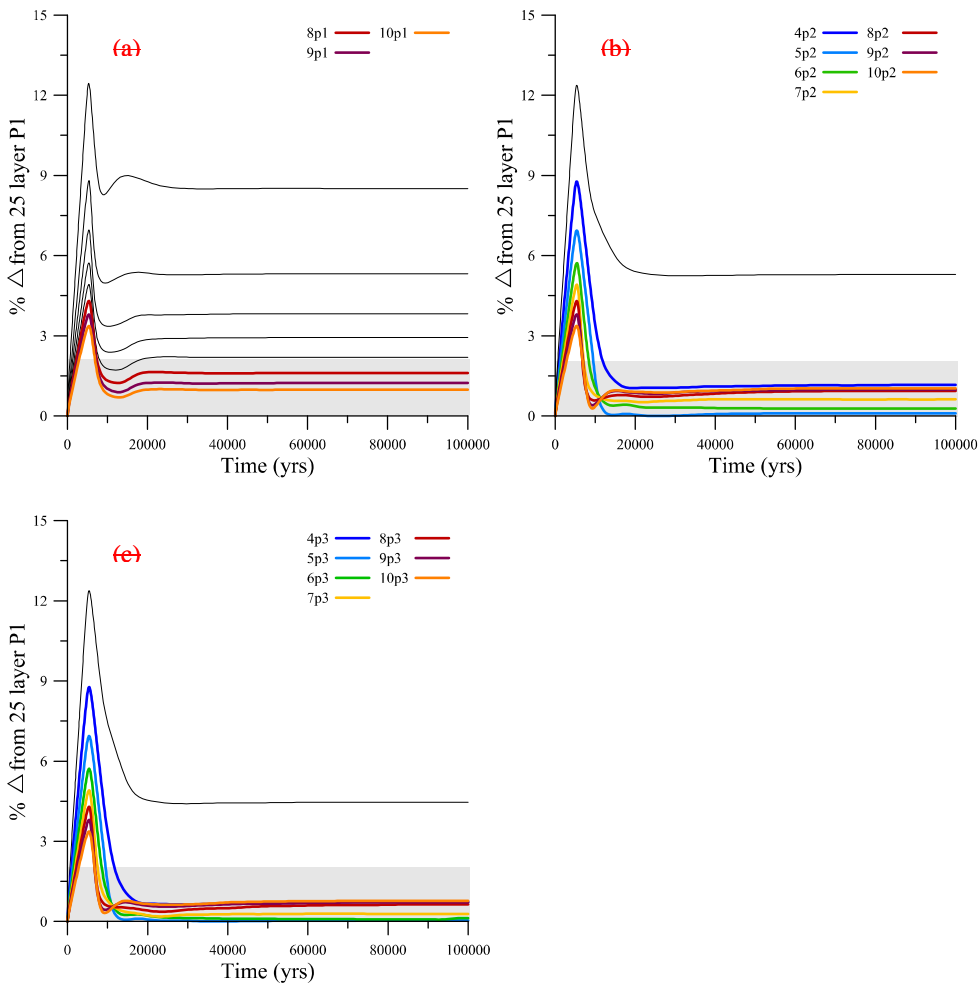 15
12
9
6
3
0
% △ from 25 layer P1
(a)
8p1 10p1
9p1
0 20000 40000 60000 80000 100000
Time (yrs)
15
12
9
6
3
0
% △ from 25 layer P1
(b)
4p2 8p2
5p2 9p2
6p2 10p2
7p2
0 20000 40000 60000 80000 100000
Time (yrs)
15
12
9
6
3
0
% △ from 25 layer P1
(c)
4p3 8p3
5p3 9p3
6p3 10p3
7p3
0 20000 40000 60000 80000 100000
Time (yrs)